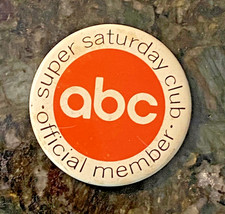 • super saturday club •
abc
official member